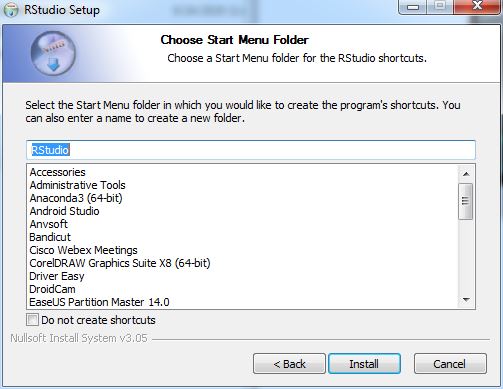 RStudio Setup
Choose Start Menu Folder
Choose a Start Menu folder for the RStudio shortcuts.
Select the Start Menu folder in which you would like to create the program's shortcuts. You
can also enter a name to create a new folder.
RStudio
Accessories
Administrative Tools
Anaconda3 (64-bit)
Android Studio
Anvsoft
Bandicut
Cisco Webex Meetings
CorelDRAW Graphics Suite X8 (64-bit)
Driver Easy
DroidCam
EaseUS Partition Master 14.0
Do not create shortcuts
Nullsoft Install System v3.05
< Back
Install
Cancel